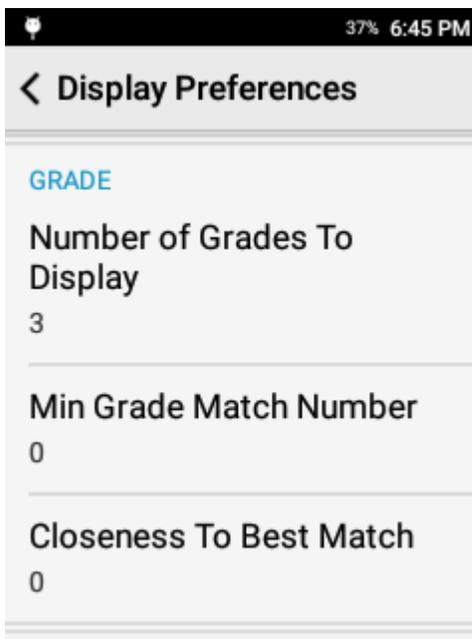 37% 6:45 PM
Display Preferences
GRADE
Number of Grades To
Display
3
Min Grade Match Number
0
Closeness To Best Match
0